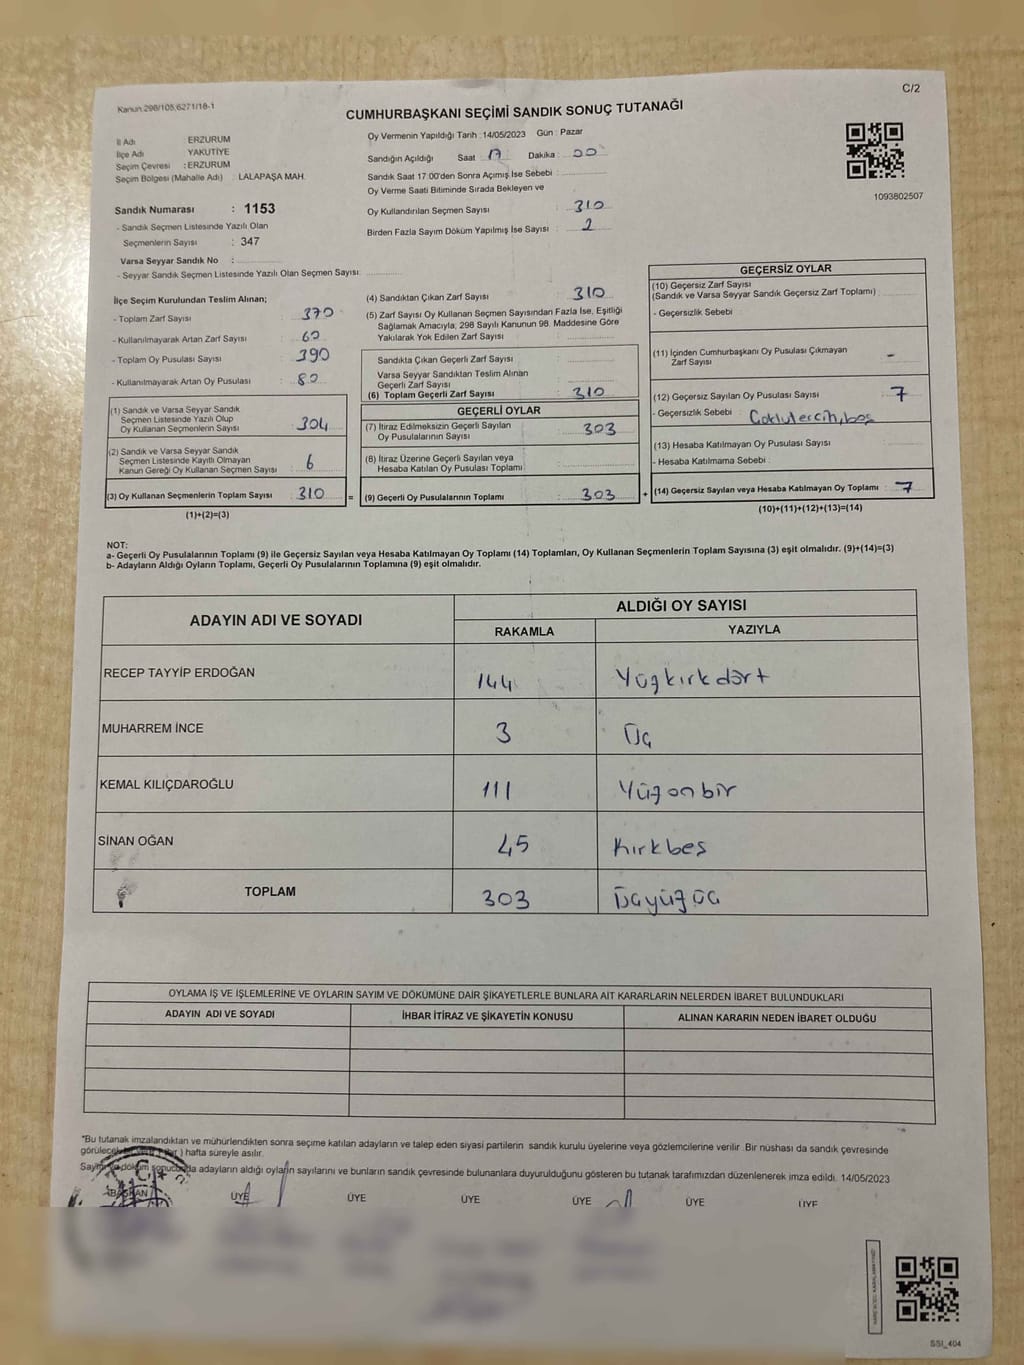 Kanun:298/105,6271/18-1
C/2
CUMHURBAŞKANI SEÇİMİ SANDIK SONUÇ TUTANAĞI
İl Adı ERZURUM
İlçe Adı YAKUTİYE
Seçim Çevresi : ERZURUM
Seçim Bölgesi (Mahalle Adı) LALAPAŞA MAH.
Oy Vermenin Yapıldığı Tarih :14/05/2023 Gün : Pazar
Sandığın Açıldığı Saat 17 Dakika 00
Sandık Saat 17:00'den Sonra Açımış İse Sebebi :
Oy Verme Saati Bitiminde Sırada Bekleyen ve
Oy Kullandırılan Seçmen Sayısı : 310
Birden Fazla Sayım Döküm Yapılmış İse Sayısı : 2
1093802507
Sandık Numarası : 1153
- Sandık Seçmen Listesinde Yazılı Olan
Seçmenlerin Sayısı : 347
Varsa Seyyar Sandık No :
- Seyyar Sandık Seçmen Listesinde Yazılı Olan Seçmen Sayısı:
İlçe Seçim Kurulundan Teslim Alınan;
- Toplam Zarf Sayısı : 370
- Kullanılmayarak Artan Zarf Sayısı : 60
- Toplam Oy Pusulası Sayısı : 390
- Kullanılmayarak Artan Oy Pusulası : 80
(1) Sandık ve Varsa Seyyar Sandık
Seçmen Listesinde Yazılı Olup
Oy Kullanan Seçmenlerin Sayısı : 304
(2) Sandık ve Varsa Seyyar Sandık
Seçmen Listesinde Kayıtlı Olmayan
Kanun Gereği Oy Kullanan Seçmen Sayısı : 6
(3) Oy Kullanan Seçmenlerin Toplam Sayısı : 310 =
(1)+(2)=(3)
(4) Sandıktan Çıkan Zarf Sayısı : 310
(5) Zarf Sayısı Oy Kullanan Seçmen Sayısından Fazla İse, Eşitliği
Sağlamak Amacıyla; 298 Sayılı Kanunun 98. Maddesine Göre
Yakılarak Yok Edilen Zarf Sayısı :
Sandıkta Çıkan Geçerli Zarf Sayısı :
Varsa Seyyar Sandıktan Teslim Alınan
Geçerli Zarf Sayısı :
(6) Toplam Geçerli Zarf Sayısı : 310
GEÇERLİ OYLAR
(7) İtiraz Edilmeksizin Geçerli Sayılan
Oy Pusulalarının Sayısı : 303
(8) İtiraz Üzerine Geçerli Sayılan veya
Hesaba Katılan Oy Pusulası Toplamı :
(9) Geçerli Oy Pusulalarının Toplamı : 303 +
GEÇERSİZ OYLAR
(10) Geçersiz Zarf Sayısı
(Sandık ve Varsa Seyyar Sandık Geçersiz Zarf Toplamı) :
- Geçersizlik Sebebi :
(11) İçinden Cumhurbaşkanı Oy Pusulası Çıkmayan
Zarf Sayısı : -
(12) Geçersiz Sayılan Oy Pusulası Sayısı : 7
- Geçersizlik Sebebi : Çoklu tercih, boş
(13) Hesaba Katılmayan Oy Pusulası Sayısı :
- Hesaba Katılmama Sebebi :
(14) Geçersiz Sayılan veya Hesaba Katılmayan Oy Toplamı : 7
(10)+(11)+(12)+(13)=(14)
NOT:
a- Geçerli Oy Pusulalarının Toplamı (9) ile Geçersiz Sayılan veya Hesaba Katılmayan Oy Toplamı (14) Toplamları, Oy Kullanan Seçmenlerin Toplam Sayısına (3) eşit olmalıdır. (9)+(14)=(3)
b- Adayların Aldığı Oyların Toplamı, Geçerli Oy Pusulalarının Toplamına (9) eşit olmalıdır.
ADAYIN ADI VE SOYADI
ALDIĞI OY SAYISI
RAKAMLA YAZIYLA
RECEP TAYYİP ERDOĞAN 144 Yüzkırkdört
MUHARREM İNCE 3 Üç
KEMAL KILIÇDAROĞLU 111 Yüzonbir
SİNAN OĞAN 45 Kırkbeş
TOPLAM 303 Üçyüzüç
OYLAMA İŞ VE İŞLEMLERİNE VE OYLARIN SAYIM VE DÖKÜMÜNE DAİR ŞİKAYETLERLE BUNLARA AİT KARARLARIN NELERDEN İBARET BULUNDUKLARI
ADAYIN ADI VE SOYADI İHBAR İTİRAZ VE ŞİKAYETİN KONUSU ALINAN KARARIN NEDEN İBARET OLDUĞU
*Bu tutanak imzalandıktan ve mühürlendikten sonra seçime katılan adayların ve talep eden siyasi partilerin sandık kurulu üyelerine veya gözlemcilerine verilir. Bir nüshası da sandık çevresinde
görülecek ) hafta süreyle asılır.
Sayım ve döküm sonucunda adayların aldığı oyların sayılarını ve bunların sandık çevresinde bulunanlara duyurulduğunu gösteren bu tutanak tarafımızdan düzenlenerek imza edildi. 14/05/2023
BAŞKAN ÜYE ÜYE ÜYE ÜYE ÜYE ÜYE
SSI_404